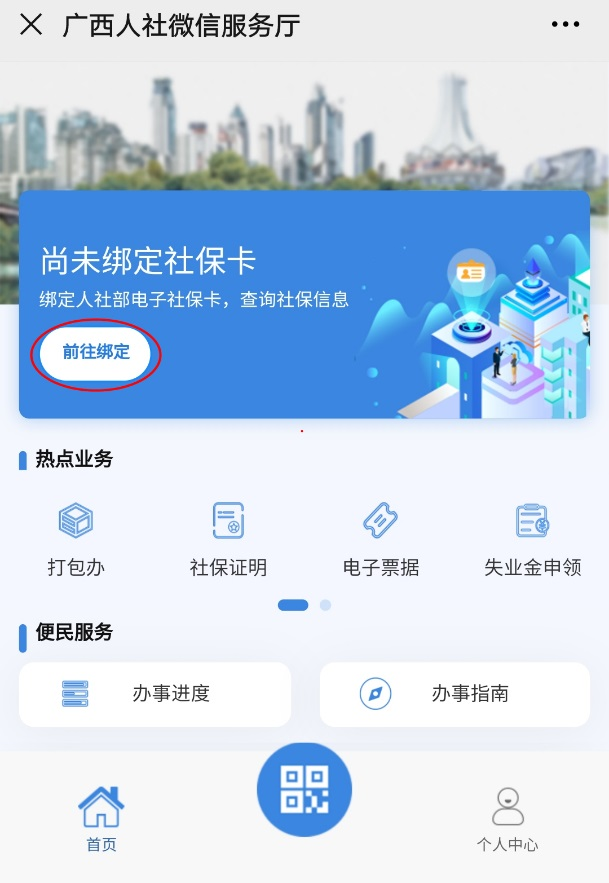 广西人社微信服务厅
尚未绑定社保卡
绑定人社部电子社保卡，查询社保信息
前往绑定
热点业务
打包办
社保证明
电子票据
失业金申领
便民服务
办事进度
办事指南
首页
个人中心